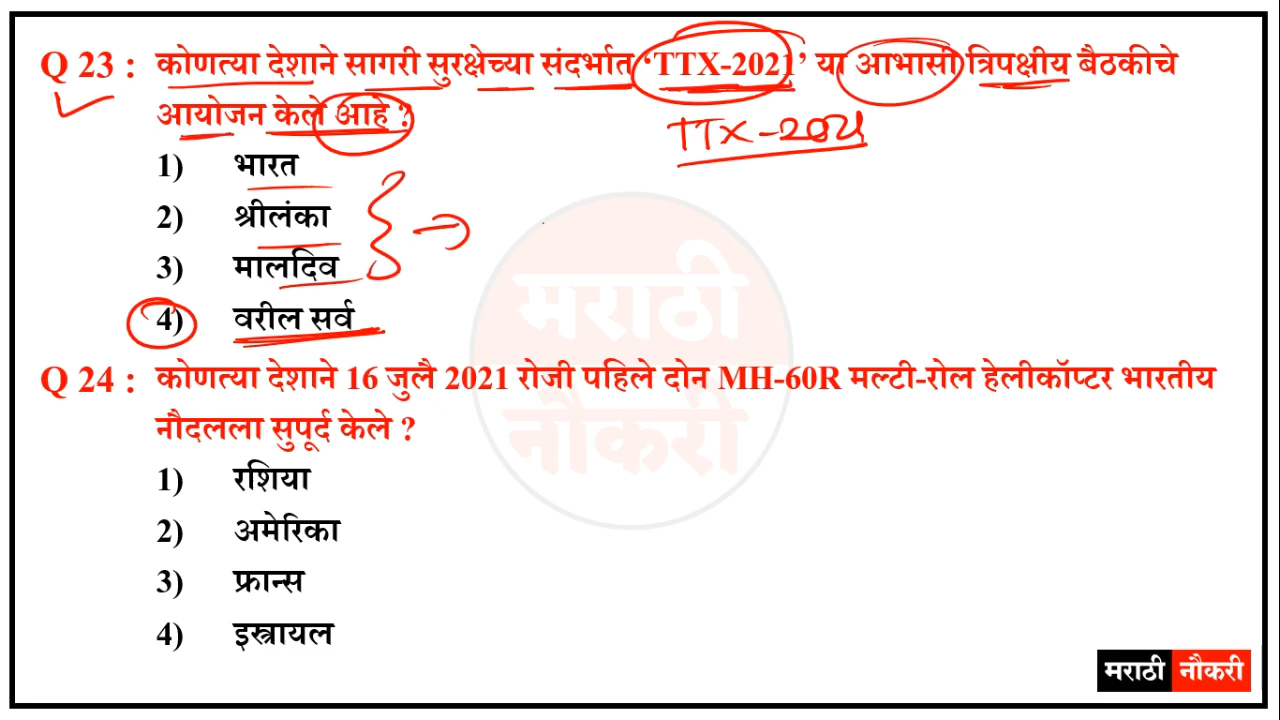 Q 23 : कोणत्या देशाने सागरी सुरक्षेच्या संदर्भात ‘TTX-2021’ या आभासी त्रिपक्षीय बैठकीचे
आयोजन केले आहे ?
TTX-2021
1) भारत
2) श्रीलंका
3) मालदिव
4) वरील सर्व
Q 24 : कोणत्या देशाने 16 जुलै 2021 रोजी पहिले दोन MH-60R मल्टी-रोल हेलीकॉप्टर भारतीय
नौदलला सुपूर्द केले ?
1) रशिया
2) अमेरिका
3) फ्रान्स
4) इस्त्रायल
मराठी
नौकरी
मराठी नौकरी